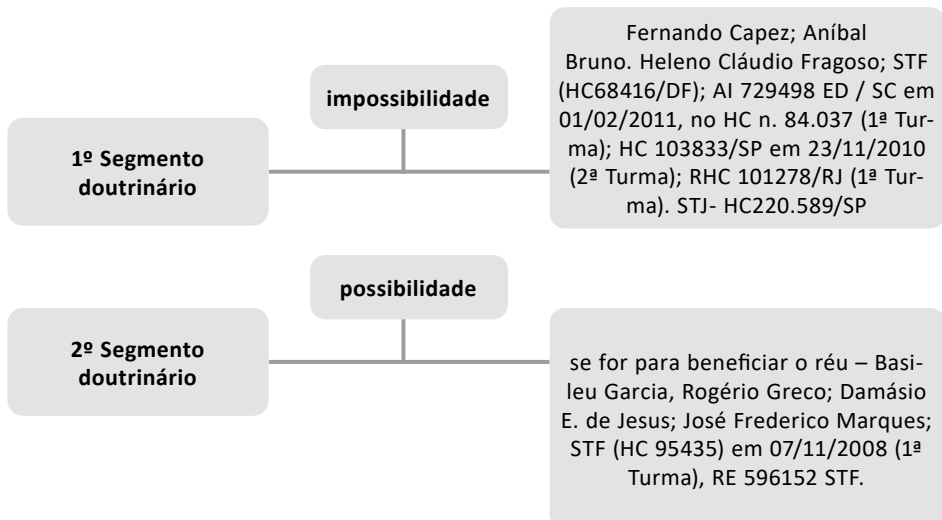 1º Segmento
doutrinário
impossibilidade
Fernando Capez; Aníbal
Bruno. Heleno Cláudio Fragoso; STF
(HC68416/DF); AI 729498 ED / SC em
01/02/2011, no HC n. 84.037 (1ª Tur-
ma); HC 103833/SP em 23/11/2010
(2ª Turma); RHC 101278/RJ (1ª Tur-
ma). STJ- HC220.589/SP
2º Segmento
doutrinário
possibilidade
se for para beneficiar o réu – Basi-
leu Garcia, Rogério Greco; Damásio
E. de Jesus; José Frederico Marques;
STF (HC 95435) em 07/11/2008 (1ª
Turma), RE 596152 STF.